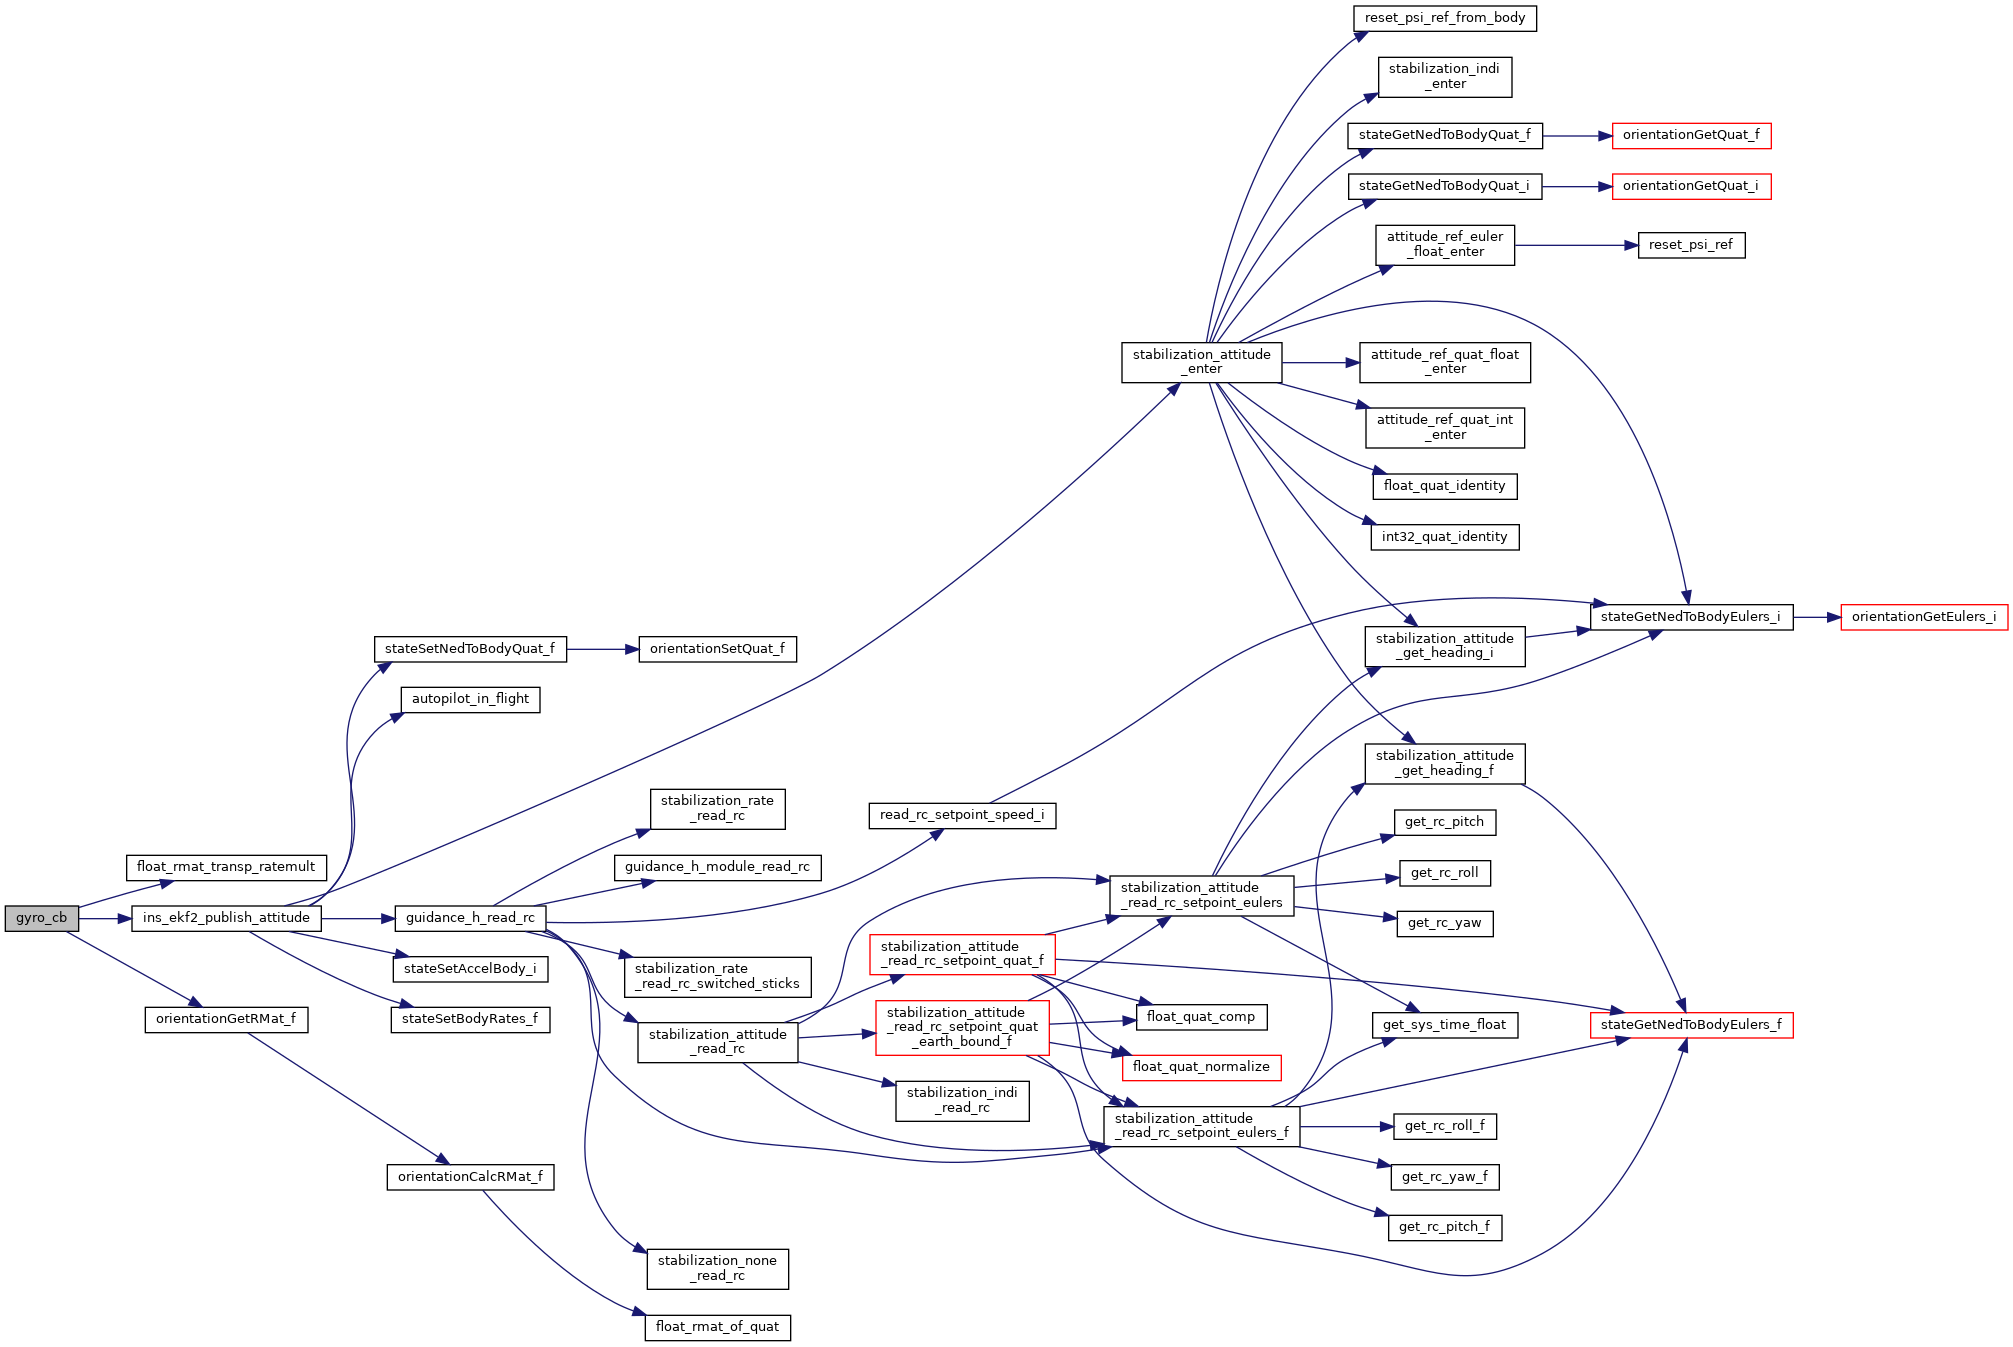 reset_psi_ref_from_body
stabilization_indi
_enter
stateGetNedToBodyQuat_f
orientationGetQuat_f
stateGetNedToBodyQuat_i
orientationGetQuat_i
attitude_ref_euler
_float_enter
reset_psi_ref
stabilization_attitude
_enter
attitude_ref_quat_float
_enter
attitude_ref_quat_int
_enter
float_quat_identity
int32_quat_identity
stateGetNedToBodyEulers_i
orientationGetEulers_i
stabilization_attitude
_get_heading_i
stateSetNedToBodyQuat_f
orientationSetQuat_f
autopilot_in_flight
stabilization_attitude
_get_heading_f
stabilization_rate
_read_rc
read_rc_setpoint_speed_i
get_rc_pitch
float_rmat_transp_ratemult
guidance_h_module_read_rc
get_rc_roll
stabilization_attitude
_read_rc_setpoint_eulers
gyro_cb
ins_ekf2_publish_attitude
guidance_h_read_rc
get_rc_yaw
stabilization_attitude
_read_rc_setpoint_quat_f
stateSetAccelBody_i
stabilization_rate
_read_rc_switched_sticks
orientationGetRMat_f
stateSetBodyRates_f
stabilization_attitude
_read_rc_setpoint_quat
_earth_bound_f
float_quat_comp
get_sys_time_float
stateGetNedToBodyEulers_f
stabilization_attitude
_read_rc
float_quat_normalize
stabilization_indi
_read_rc
stabilization_attitude
_read_rc_setpoint_eulers_f
get_rc_roll_f
orientationCalcRMat_f
get_rc_yaw_f
get_rc_pitch_f
stabilization_none
_read_rc
float_rmat_of_quat